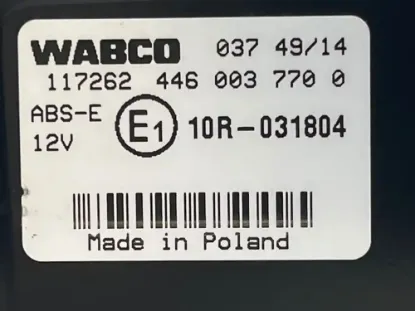 WABCO 037 49/14
117262 446 003 770 0
ABS-E E1 10R-031804
12V
Made in Poland